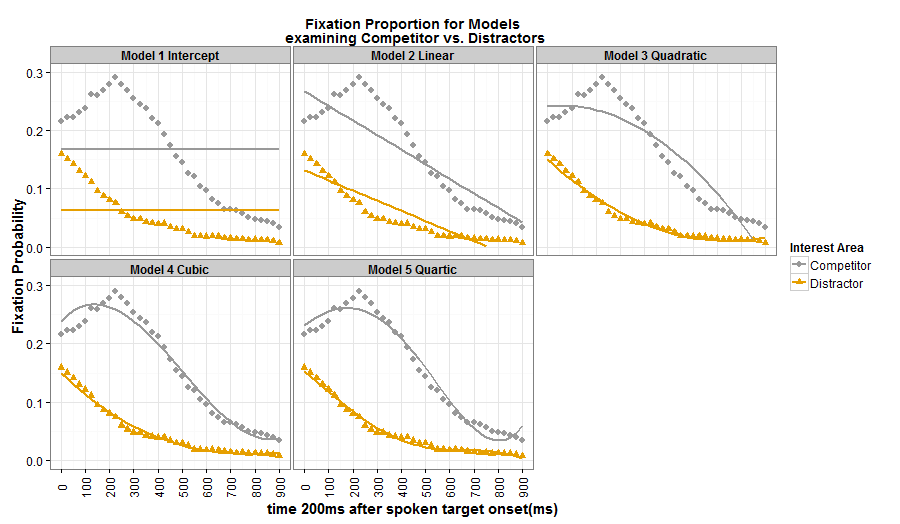 Fixation Proportion for Models
examining Competitor vs. Distractors
Model 1 Intercept
Model 2 Linear
Model 3 Quadratic
0.3
0.2
0.1
0.0
Model 4 Cubic
Model 5 Quartic
0.3
0.2
0.1
0.0
Fixation Probability
0 100 200 300 400 500 600 700 800 900
0 100 200 300 400 500 600 700 800 900
time 200ms after spoken target onset(ms)
Interest Area
Competitor
Distractor